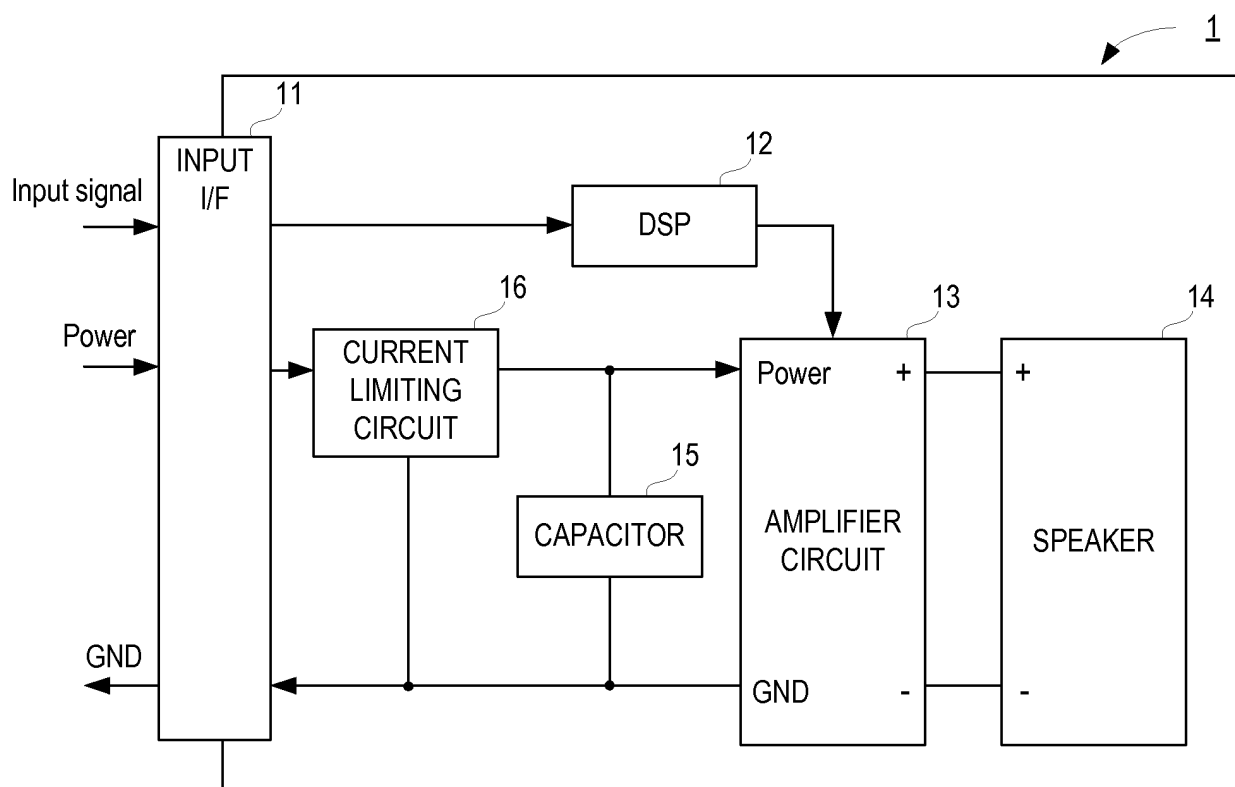 1
11
INPUT
I/F
Input signal
12
DSP
Power
16
CURRENT
LIMITING
CIRCUIT
13
14
Power
+
+
15
CAPACITOR
AMPLIFIER
CIRCUIT
SPEAKER
GND
GND
-
-